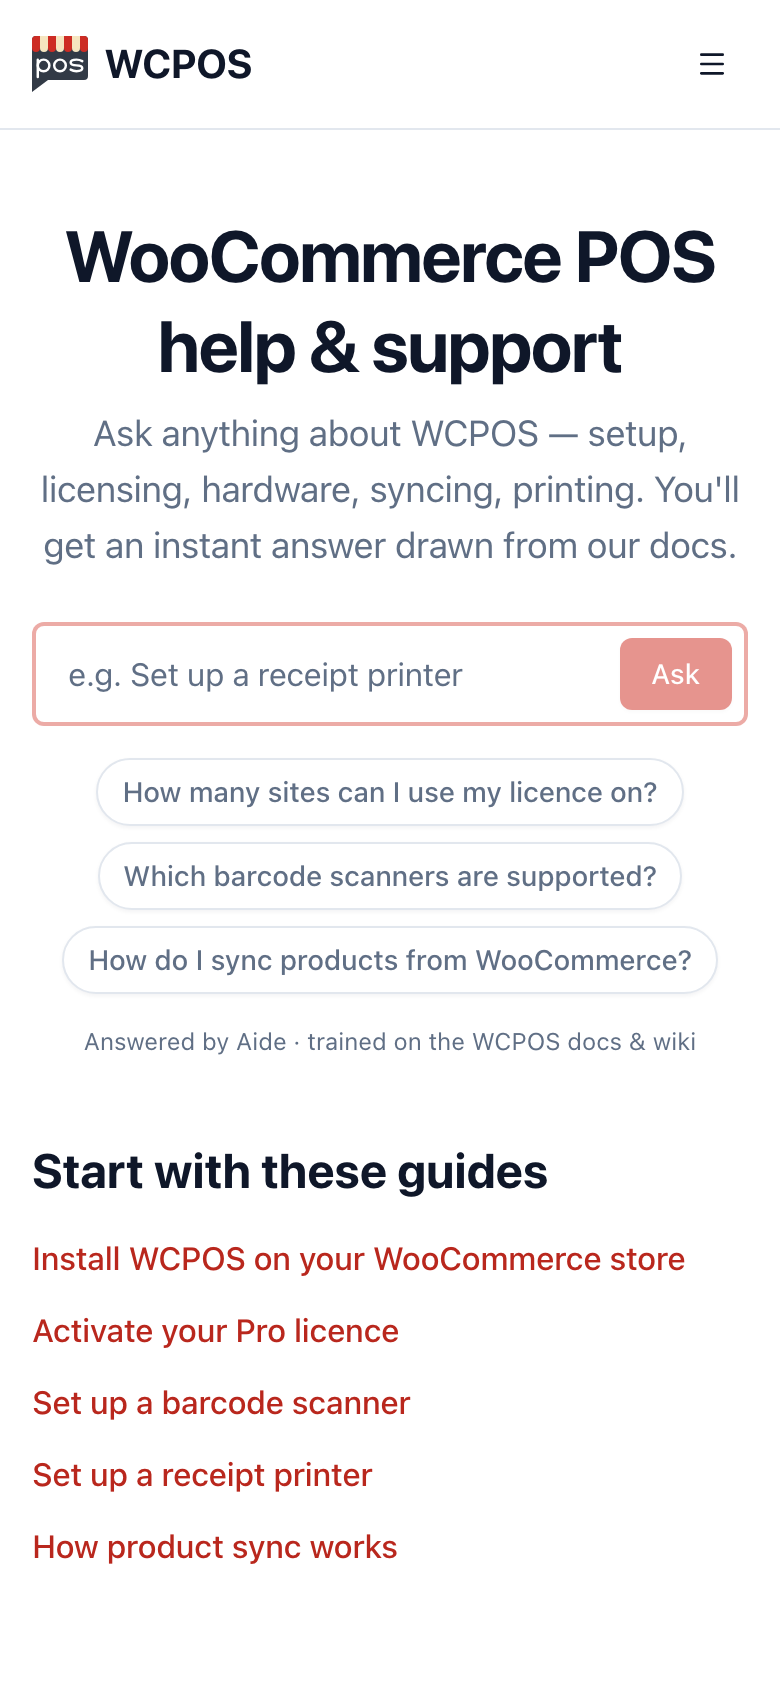 pos WCPOS
WooCommerce POS
help & support
Ask anything about WCPOS — setup,
licensing, hardware, syncing, printing. You'll
get an instant answer drawn from our docs.
e.g. Set up a receipt printer
Ask
How many sites can I use my licence on?
Which barcode scanners are supported?
How do I sync products from WooCommerce?
Answered by Aide · trained on the WCPOS docs & wiki
Start with these guides
Install WCPOS on your WooCommerce store
Activate your Pro licence
Set up a barcode scanner
Set up a receipt printer
How product sync works